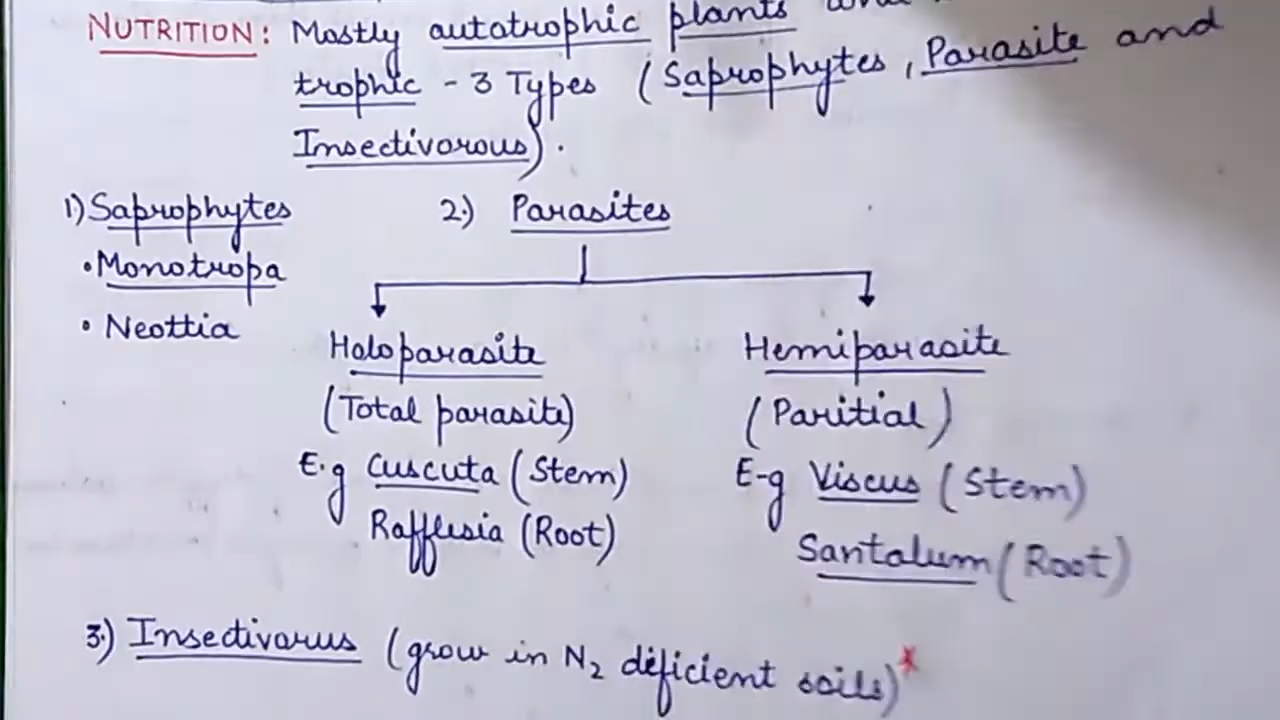 NUTRITION: Mostly autotrophic plants
trophic - 3 Types (Saprophytes, Parasite and
Insectivorous).
1) Saprophytes
• Monotropa
• Neottia
2.) Parasites
Holoparasite
(Total parasite)
E.g Cuscuta (Stem)
Rafflesia (Root)
Hemiparasite
(Paritial)
E-g Viscus (Stem)
Santalum (Root)
3.) Insectivorus (grow in N2 deficient soils)*